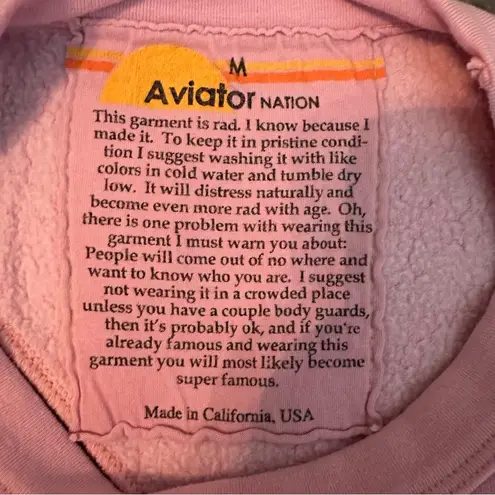 M
Aviator NATION
This garment is rad. I know because I
made it. To keep it in pristine condi-
tion I suggest washing it with like
colors in cold water and tumble dry
low. It will distress naturally and
become even more rad with age. Oh,
there is one problem with wearing this
garment I must warn you about:
People will come out of no where and
want to know who you are. I suggest
not wearing it in a crowded place
unless you have a couple body guards,
then it's probably ok, and if you're
already famous and wearing this
garment you will most likely become
super famous.
Made in California, USA